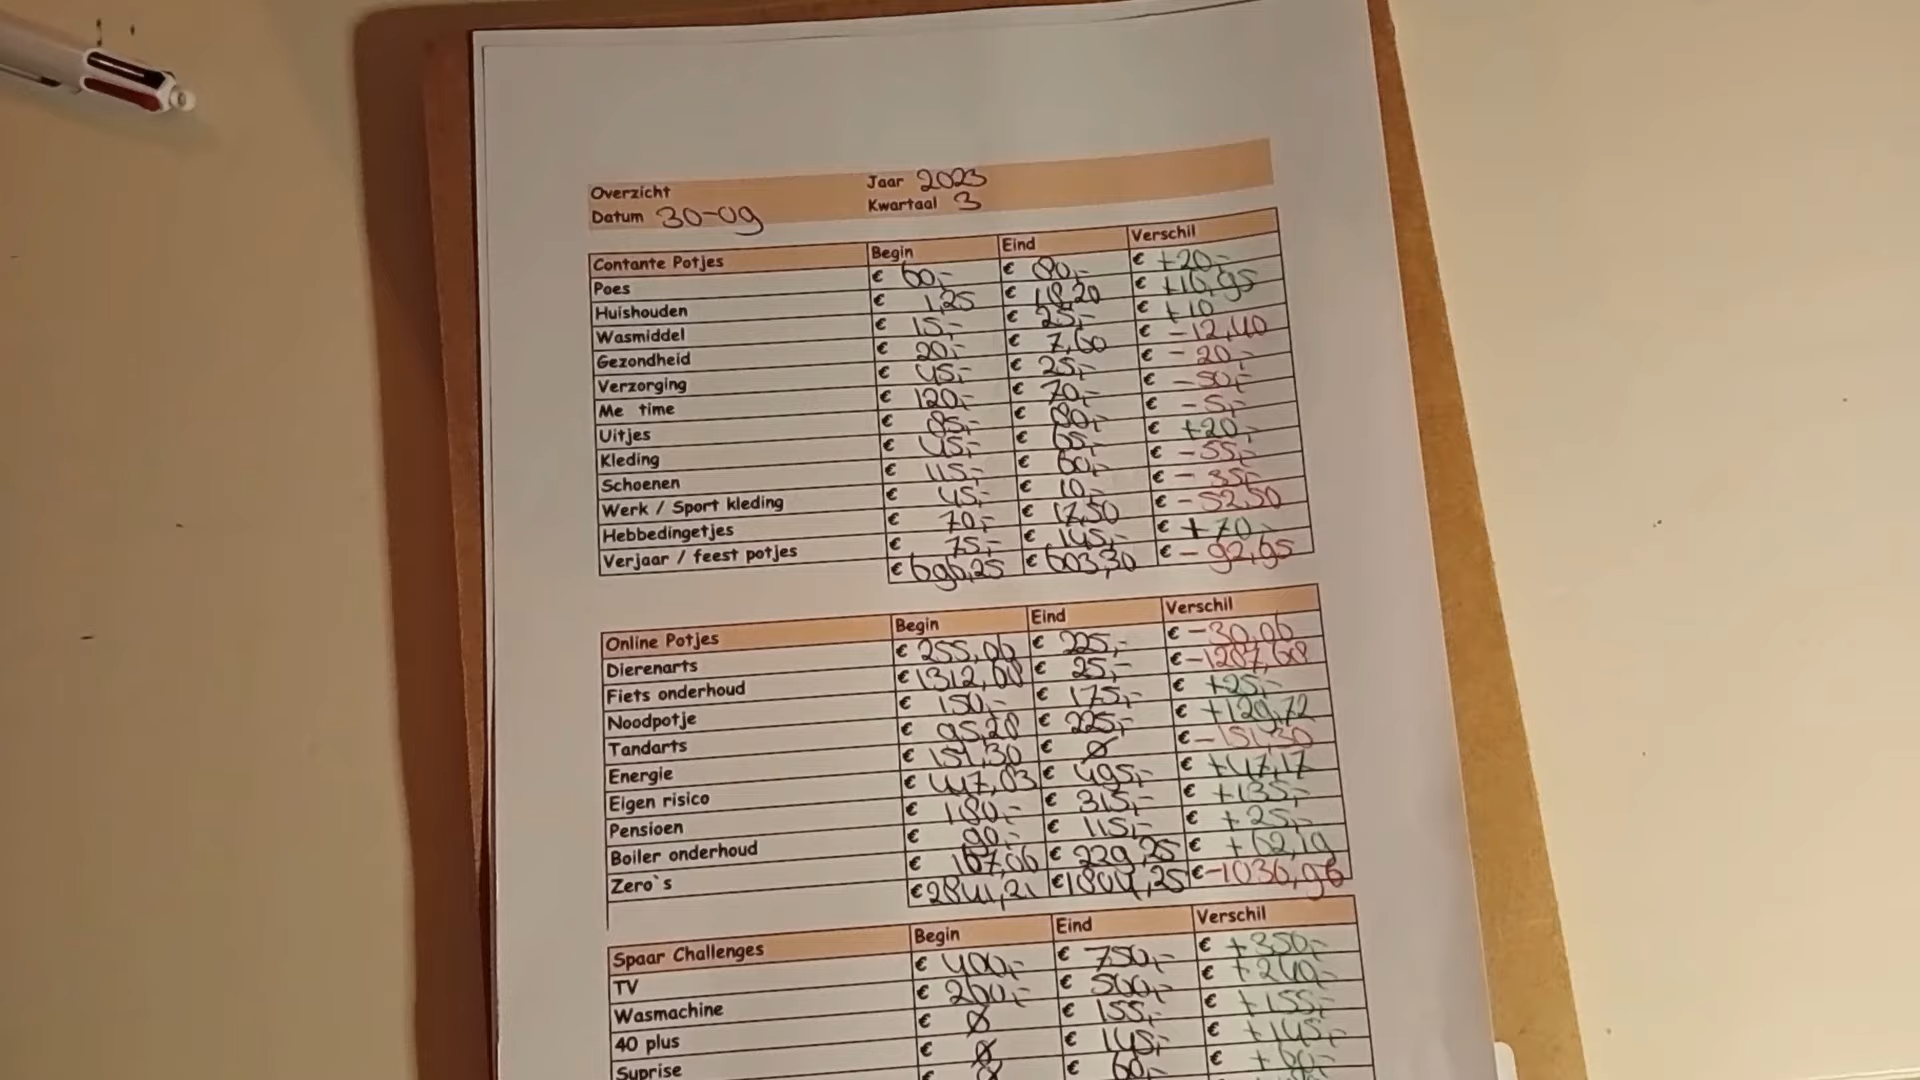 Overzicht Jaar 2023
Datum 30-09 Kwartaal 3
Contante Potjes Begin Eind Verschil
Poes € 60,- € 80,- € +20,-
Huishouden € 1,25 € 18,20 € +16,95
Wasmiddel € 15,- € 25,- € +10
Gezondheid € 20,- € 7,60 € -12,40
Verzorging € 45,- € 25,- € -20,-
Me time € 120,- € 70,- € -50,-
Uitjes € 85,- € 80,- € -5,-
Kleding € 45,- € 65,- € +20,-
Schoenen € 115,- € 60,- € -55,-
Werk / Sport kleding € 45,- € 10,- € -35,-
Hebbedingetjes € 70,- € 17,50 € -52,50
Verjaar / feest potjes € 75,- € 145,- € +70,-
€ 696,25 € 603,30 € -92,95
Online Potjes Begin Eind Verschil
Dierenarts € 255,06 € 225,- € -30,06
Fiets onderhoud € 1312,68 € 25,- € -1287,68
Noodpotje € 150,- € 175,- € +25,-
Tandarts € 95,28 € 225,- € +129,72
Energie € 151,30 € 0 € -151,30
Eigen risico € 447,83 € 495,- € +47,17
Pensioen € 180,- € 315,- € +135,-
Boiler onderhoud € 90,- € 115,- € +25,-
Zero`s € 167,06 € 229,25 € +62,19
€ 2841,21 € 1804,25 € -1036,96
Spaar Challenges Begin Eind Verschil
TV € 400,- € 750,- € +350,-
Wasmachine € 260,- € 500,- € +240,-
40 plus € 0 € 155,- € +155,-
Suprise € 0 € 145,- € +145,-
€ 0 € 60,- € +60,-